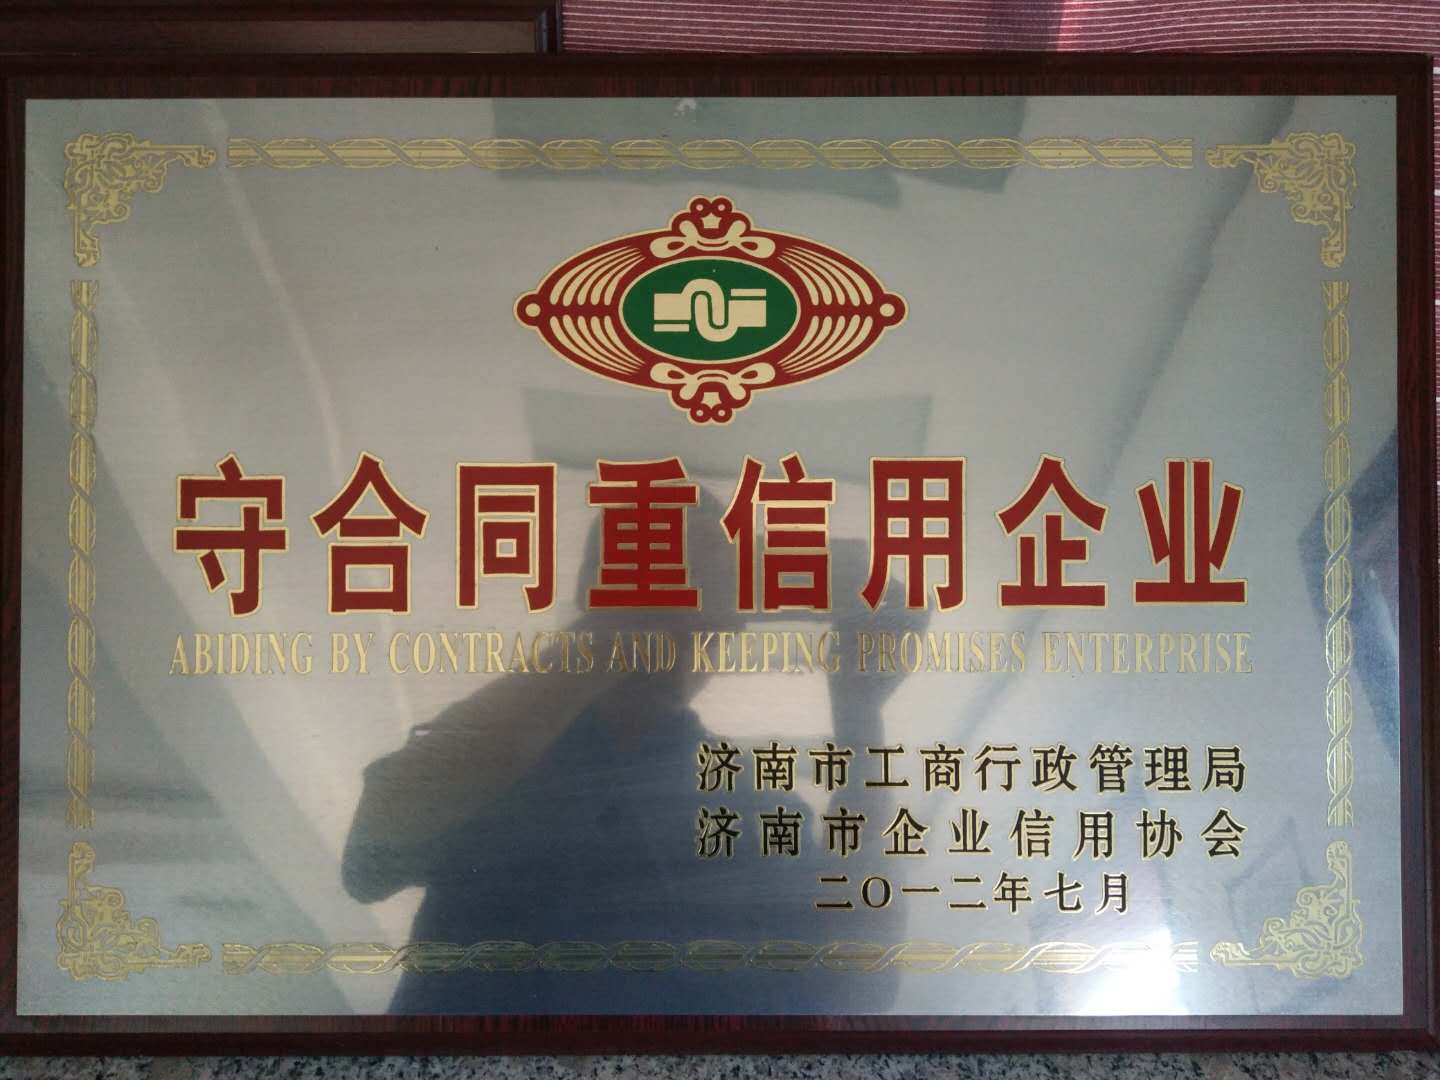 守合同重信用企业
ABIDING BY CONTRACTS AND KEEPING PROMISES ENTERPRISE
济南市工商行政管理局
济南市企业信用协会
二〇一二年七月